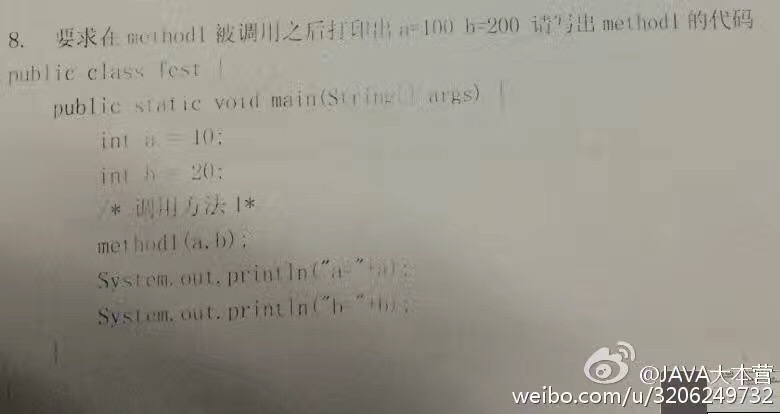 8. 要求在 method1 被调用之后打印出 a=100 b=200 请写出 method1 的代码
public class Test {
public static void main(String[] args) {
int a = 10;
int b = 20;
/* 调用方法 1*
method1(a,b);
System.out.println("a="+a);
System.out.println("b="+b);
}
@JAVA大本营
weibo.com/u/3206249732